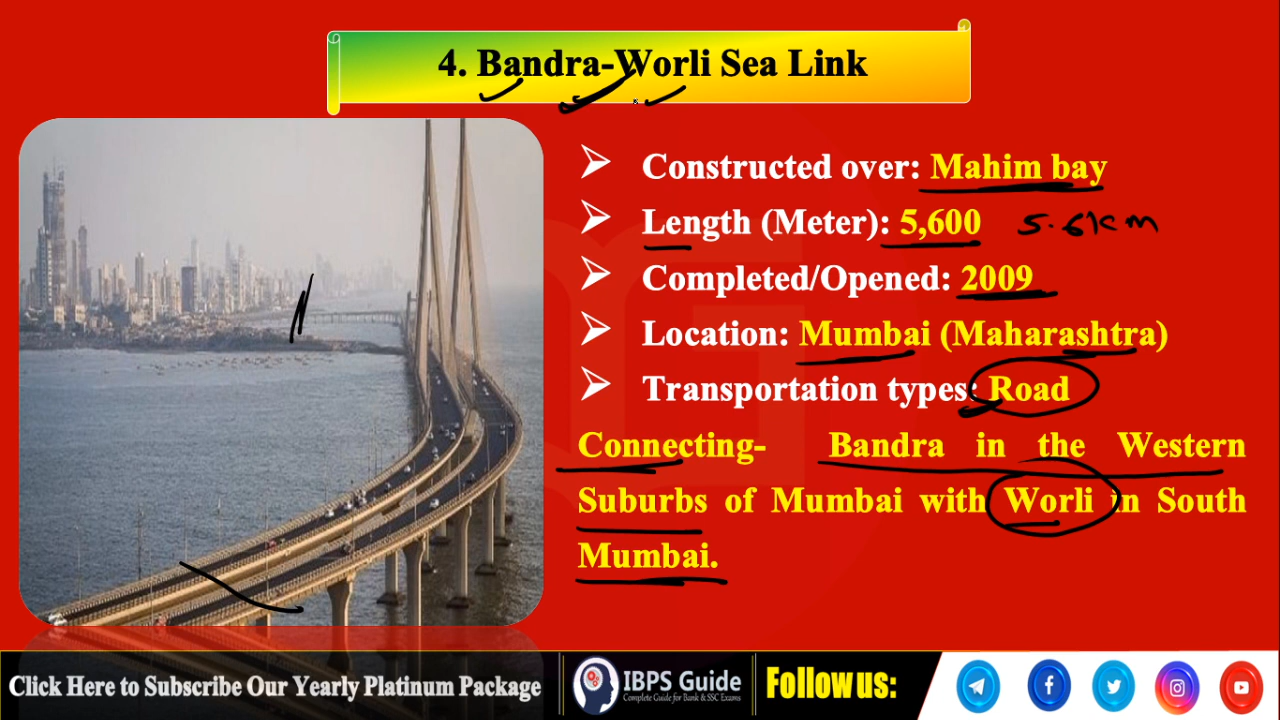 4. Bandra-Worli Sea Link
Constructed over: Mahim bay
Length (Meter): 5,600 5.6km
Completed/Opened: 2009
Location: Mumbai (Maharashtra)
Transportation types: Road
Connecting- Bandra in the Western
Suburbs of Mumbai with Worli in South
Mumbai.
Click Here to Subscribe Our Yearly Platinum Package
IBPS Guide
Complete Guide for Bank & SSC Exams
Follow us: